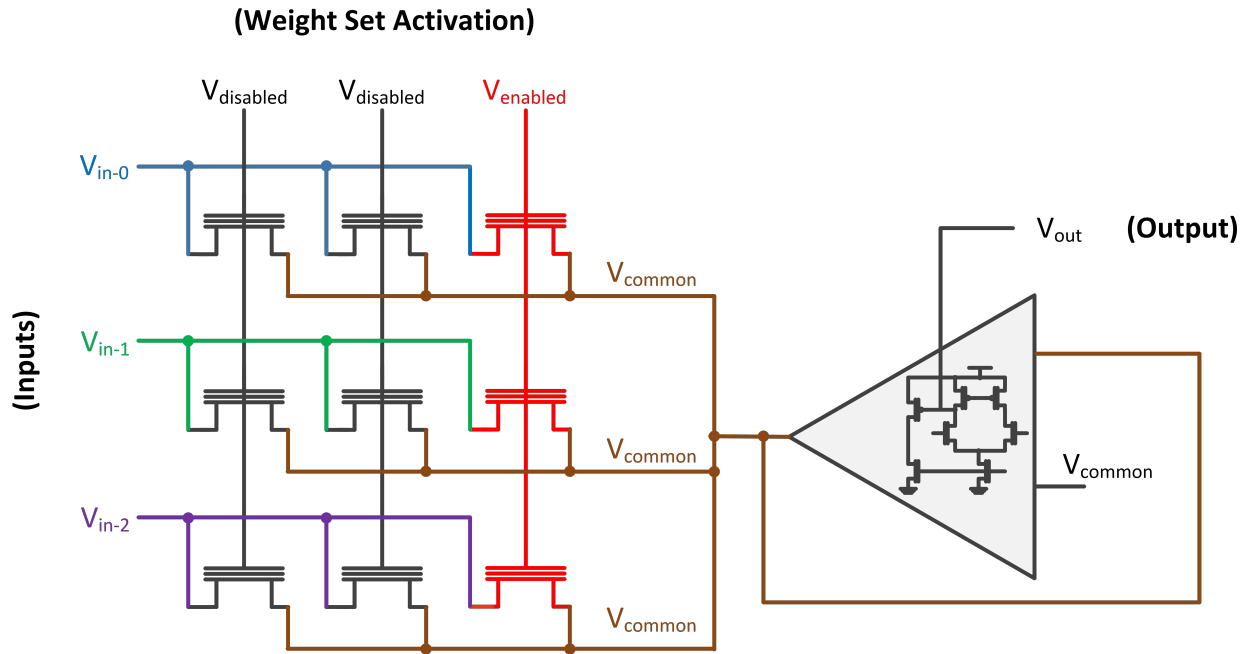 (Weight Set Activation)
Vdisabled Vdisabled Venabled
Vin-0
Vout (Output)
Vcommon
(Inputs)
Vin-1
Vcommon
Vcommon
Vin-2
Vcommon